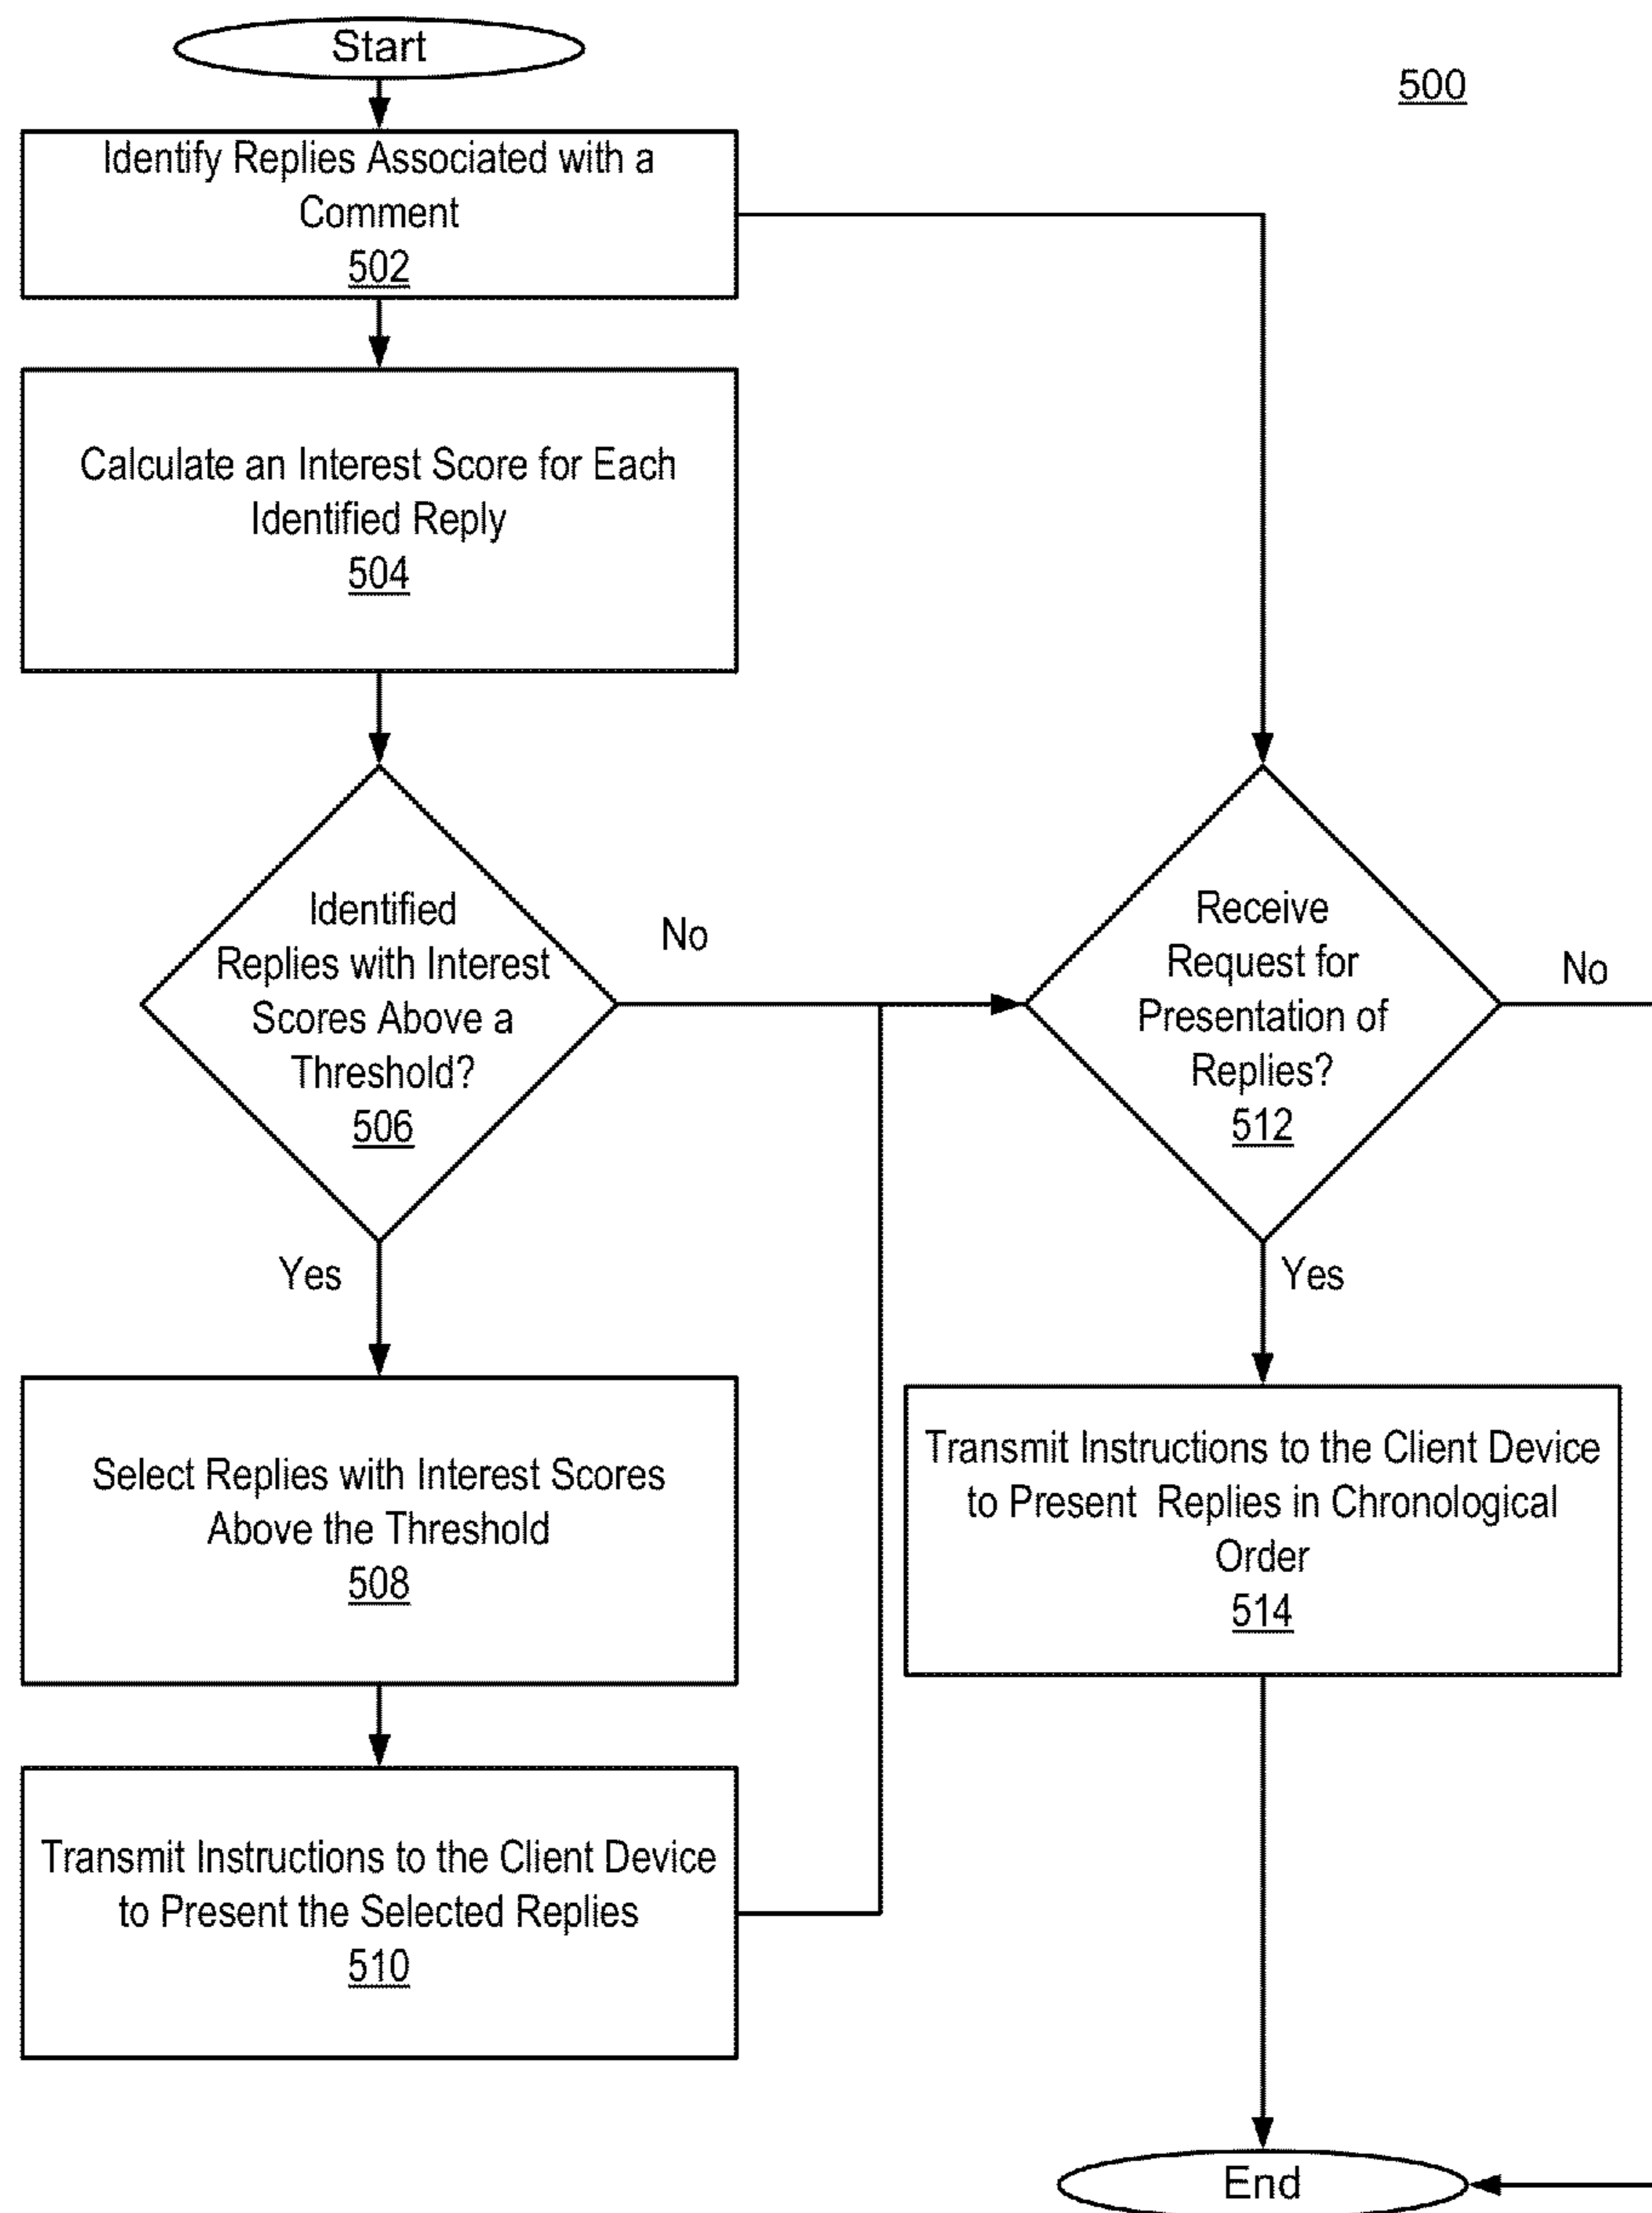 Start
500
Identify Replies Associated with a
Comment
502
Calculate an Interest Score for Each
Identified Reply
504
Identified
Replies with Interest
Scores Above a
Threshold?
506
No
Yes
Receive
Request for
Presentation of
Replies?
512
No
Yes
Select Replies with Interest Scores
Above the Threshold
508
Transmit Instructions to the Client Device
to Present the Selected Replies
510
Transmit Instructions to the Client Device
to Present Replies in Chronological
Order
514
End